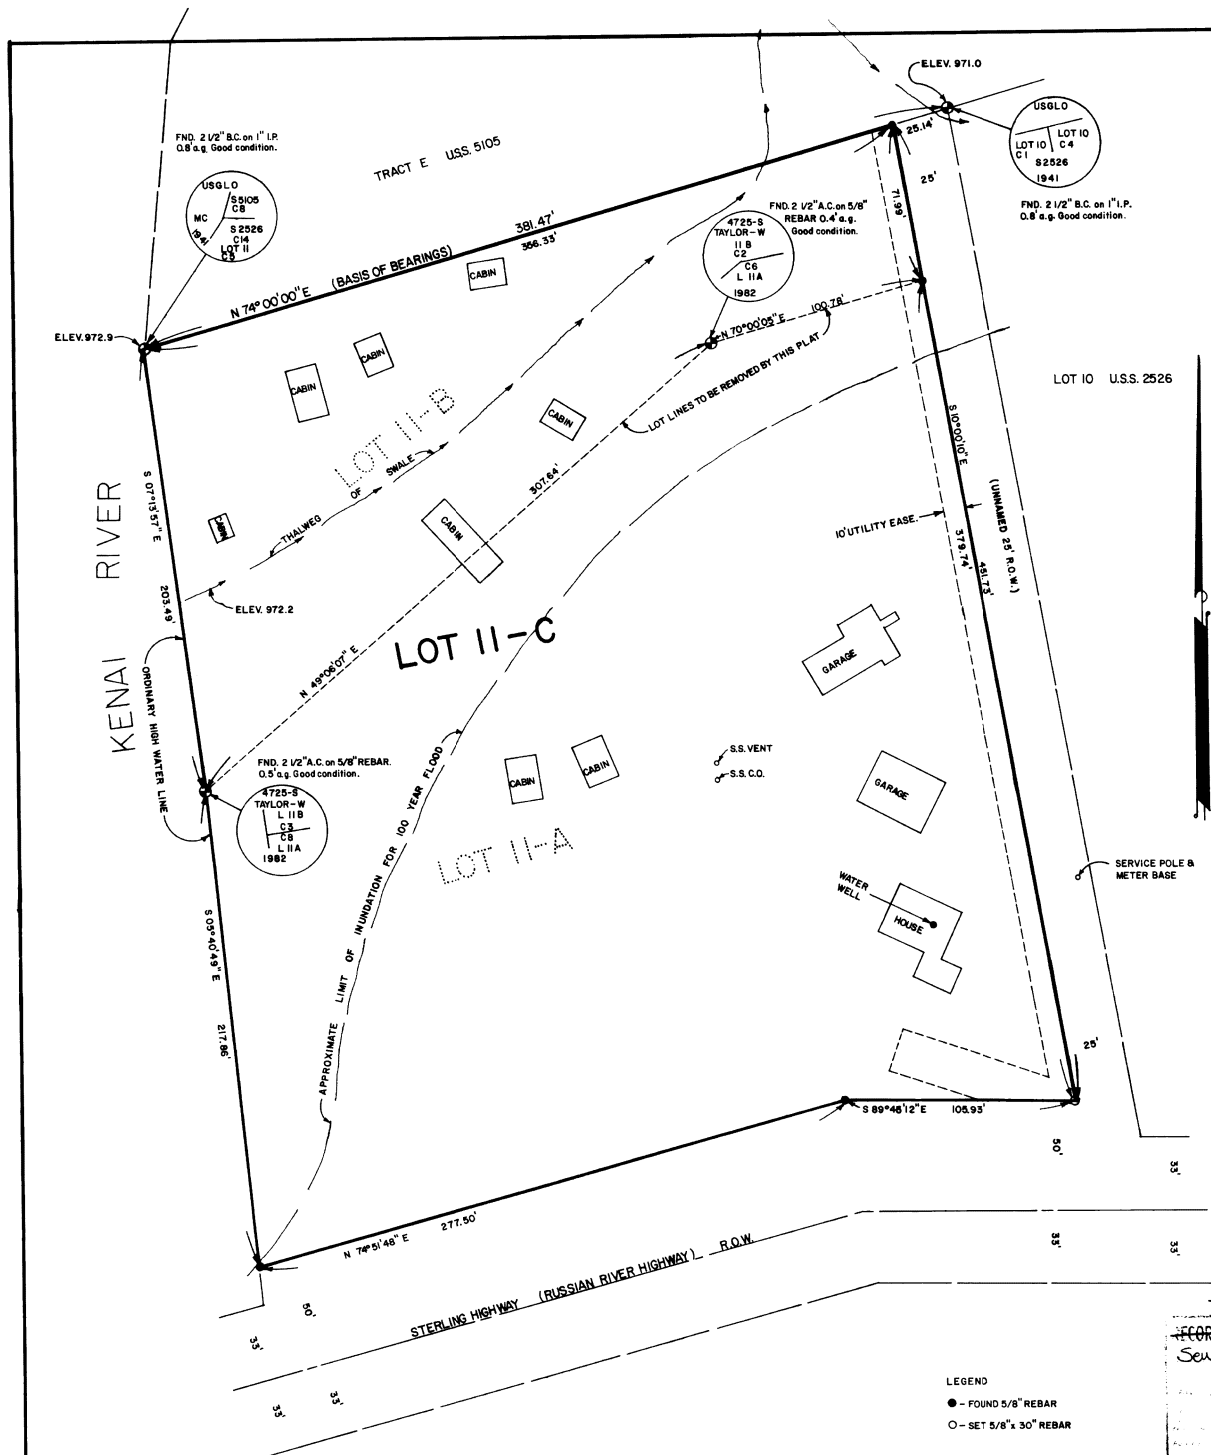 ELEV. 971.0
FND. 2 1/2" B.C. on 1" I.P.
0.8' a.g. Good condition.
USGLO
S5105
C8
MC
S 2526
C14
LOT 11
C5
1941
TRACT E U.S.S. 5105
25.14'
USGLO
LOT 10
C4
LOT 10
C1
S2526
1941
FND. 2 1/2" B.C. on 1" I.P.
0.8' a.g. Good condition.
25'
71.99'
381.47'
356.33'
N 74°00'00" E (BASIS OF BEARINGS)
FND. 2 1/2" A.C. on 5/8"
REBAR 0.4' a.g.
Good condition.
4725-S
TAYLOR-W
11 B
C2
C6
L 11A
1982
CABIN
ELEV. 972.9
CABIN
CABIN
N 70°00'05" E 100.78'
LOT LINES TO BE REMOVED BY THIS PLAT
LOT 10 U.S.S. 2526
LOT 11-B
CABIN
S 10°00'10" E
THALWEG OF SWALE
307.64'
S 07°13'57" E
203.49'
KENAI RIVER
CABIN
CABIN
10' UTILITY EASE.
379.74'
451.73'
(UNNAMED 25' R.O.W.)
ELEV. 972.2
LOT 11-C
N 49°06'07" E
GARAGE
ORDINARY HIGH WATER LINE
S.S. VENT
S.S. C.O.
CABIN
CABIN
GARAGE
FND. 2 1/2" A.C. on 5/8" REBAR.
0.5' a.g. Good condition.
4725-S
TAYLOR-W
L 11B
C3
C8
L 11A
1982
LOT 11-A
APPROXIMATE LIMIT OF INUNDATION FOR 100 YEAR FLOOD
SERVICE POLE &
METER BASE
WATER
WELL
HOUSE
S 05°40'49" E
217.86'
25'
S 89°48'12" E 105.93'
50'
33'
N 74°51'48" E 277.50'
33'
33'
STERLING HIGHWAY (RUSSIAN RIVER HIGHWAY) R.O.W.
50'
33'
33'
33'
LEGEND
● - FOUND 5/8" REBAR
○ - SET 5/8" x 30" REBAR